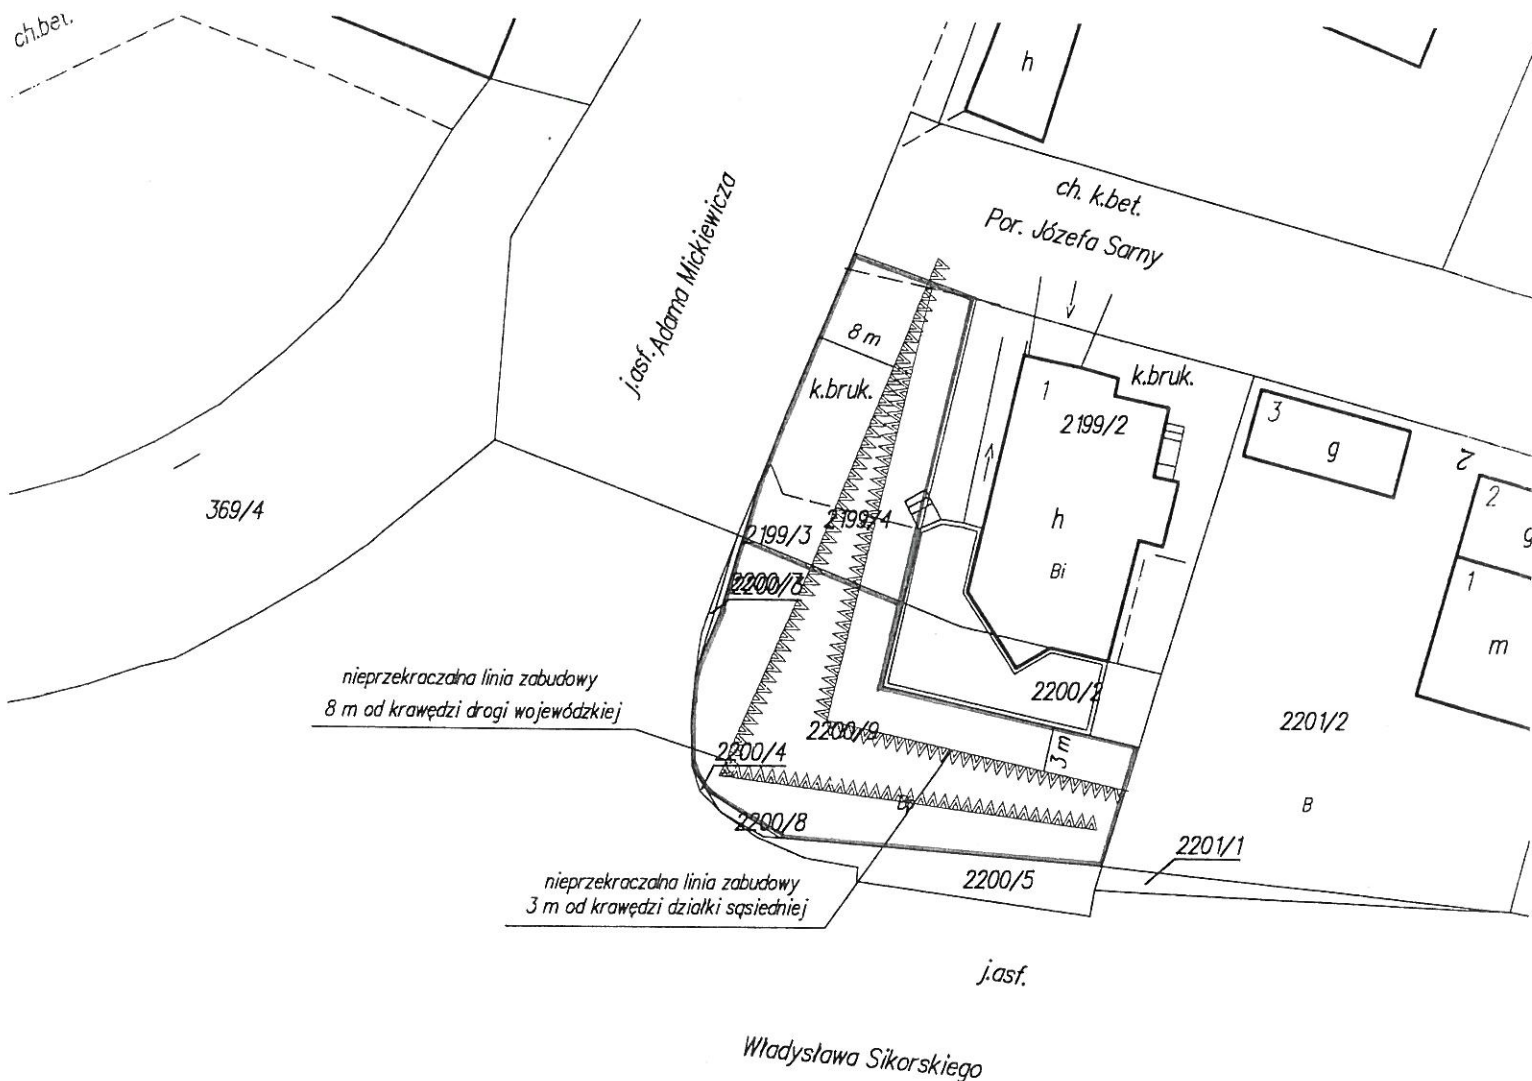 ch.bet.
h
ch. k.bet.
Por. Józefa Sarny
j.asf. Adama Mickiewicza
8 m
k.bruk.
k.bruk.
1
2199/2
3
g
2
2
g
1
m
369/4
2199/3
2199/4
h
Bi
nieprzekraczalna linia zabudowy
8 m od krawędzi drogi wojewódzkiej
2200/2
2200/9
3 m
2201/2
2200/4
B
2200/8
2201/1
nieprzekraczalna linia zabudowy
3 m od krawędzi działki sąsiedniej
2200/5
j.asf.
Władysława Sikorskiego